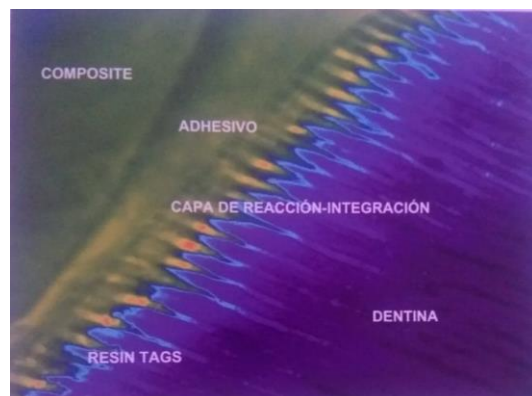 COMPOSITE
ADHESIVO
CAPA DE REACCIÓN-INTEGRACIÓN
DENTINA
RESIN TAGS